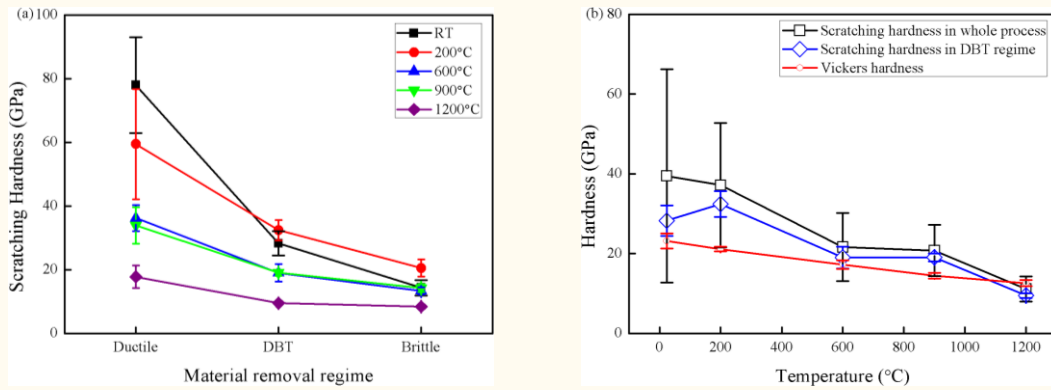 (a)
100
80
60
40
20
0
Scratching Hardness (GPa)
RT
200°C
600°C
900°C
1200°C
Ductile
DBT
Brittle
Material removal regime
(b)
80
60
40
20
0
Hardness (GPa)
Scratching hardness in whole process
Scratching hardness in DBT regime
Vickers hardness
0
200
400
600
800
1000
1200
Temperature (°C)